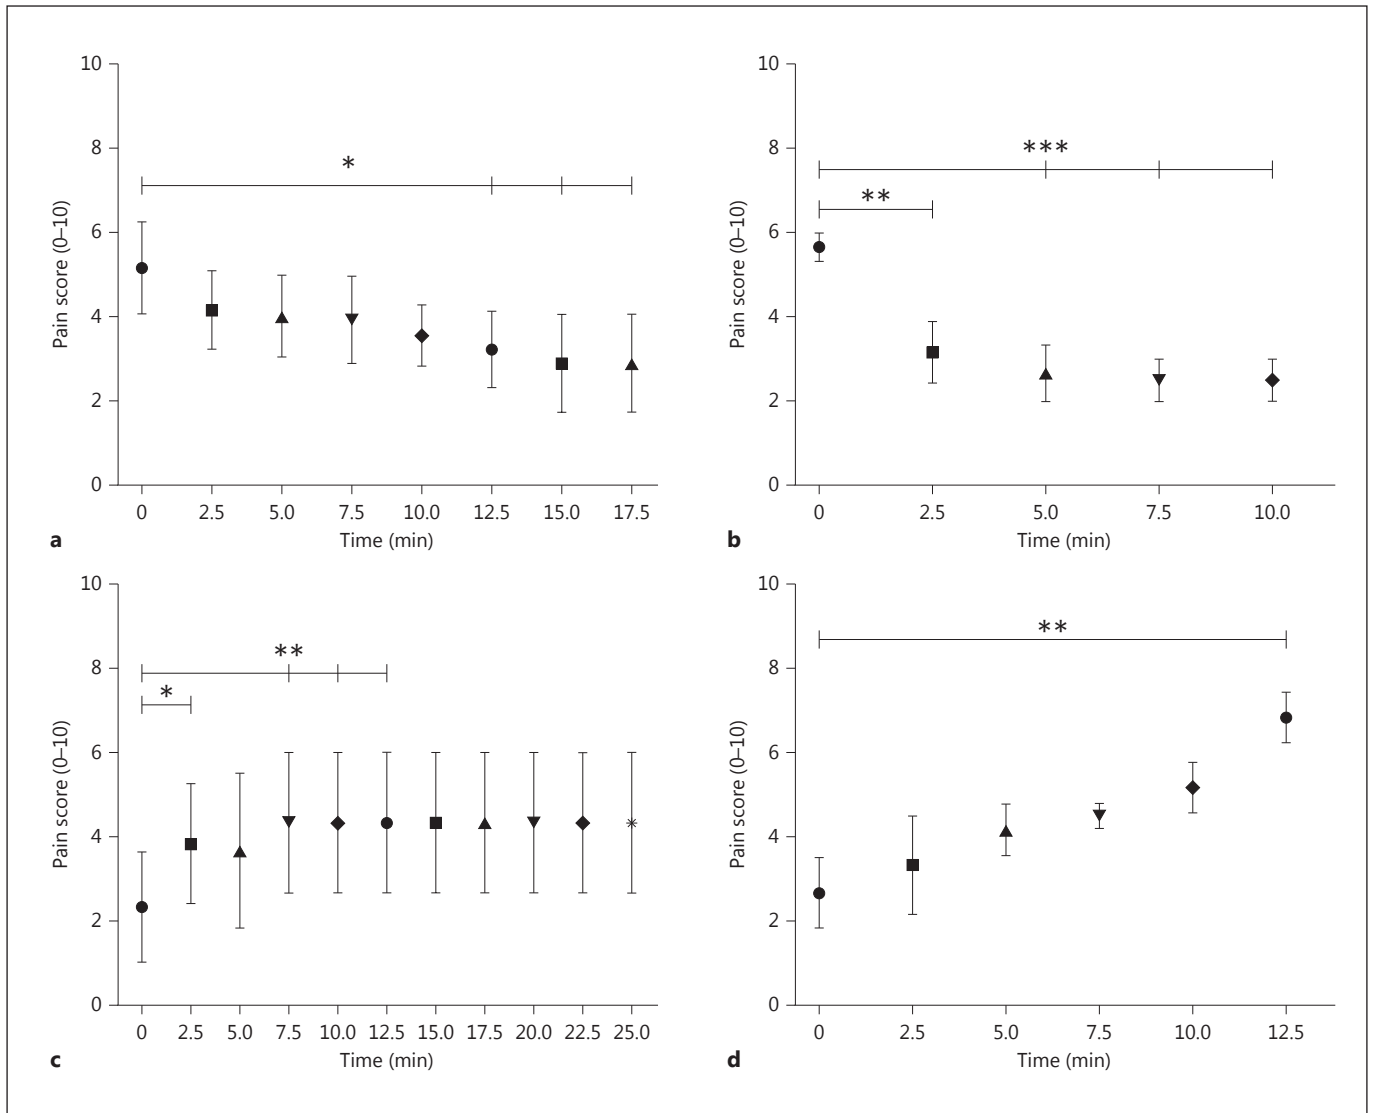 10
8
6
4
2
0
Pain score (0–10)
*
0 2.5 5.0 7.5 10.0 12.5 15.0 17.5
Time (min)
a
10
8
6
4
2
0
Pain score (0–10)
***
**
0 2.5 5.0 7.5 10.0
Time (min)
b
10
8
6
4
2
0
Pain score (0–10)
**
*
0 2.5 5.0 7.5 10.0 12.5 15.0 17.5 20.0 22.5 25.0
Time (min)
c
10
8
6
4
2
0
Pain score (0–10)
**
0 2.5 5.0 7.5 10.0 12.5
Time (min)
d